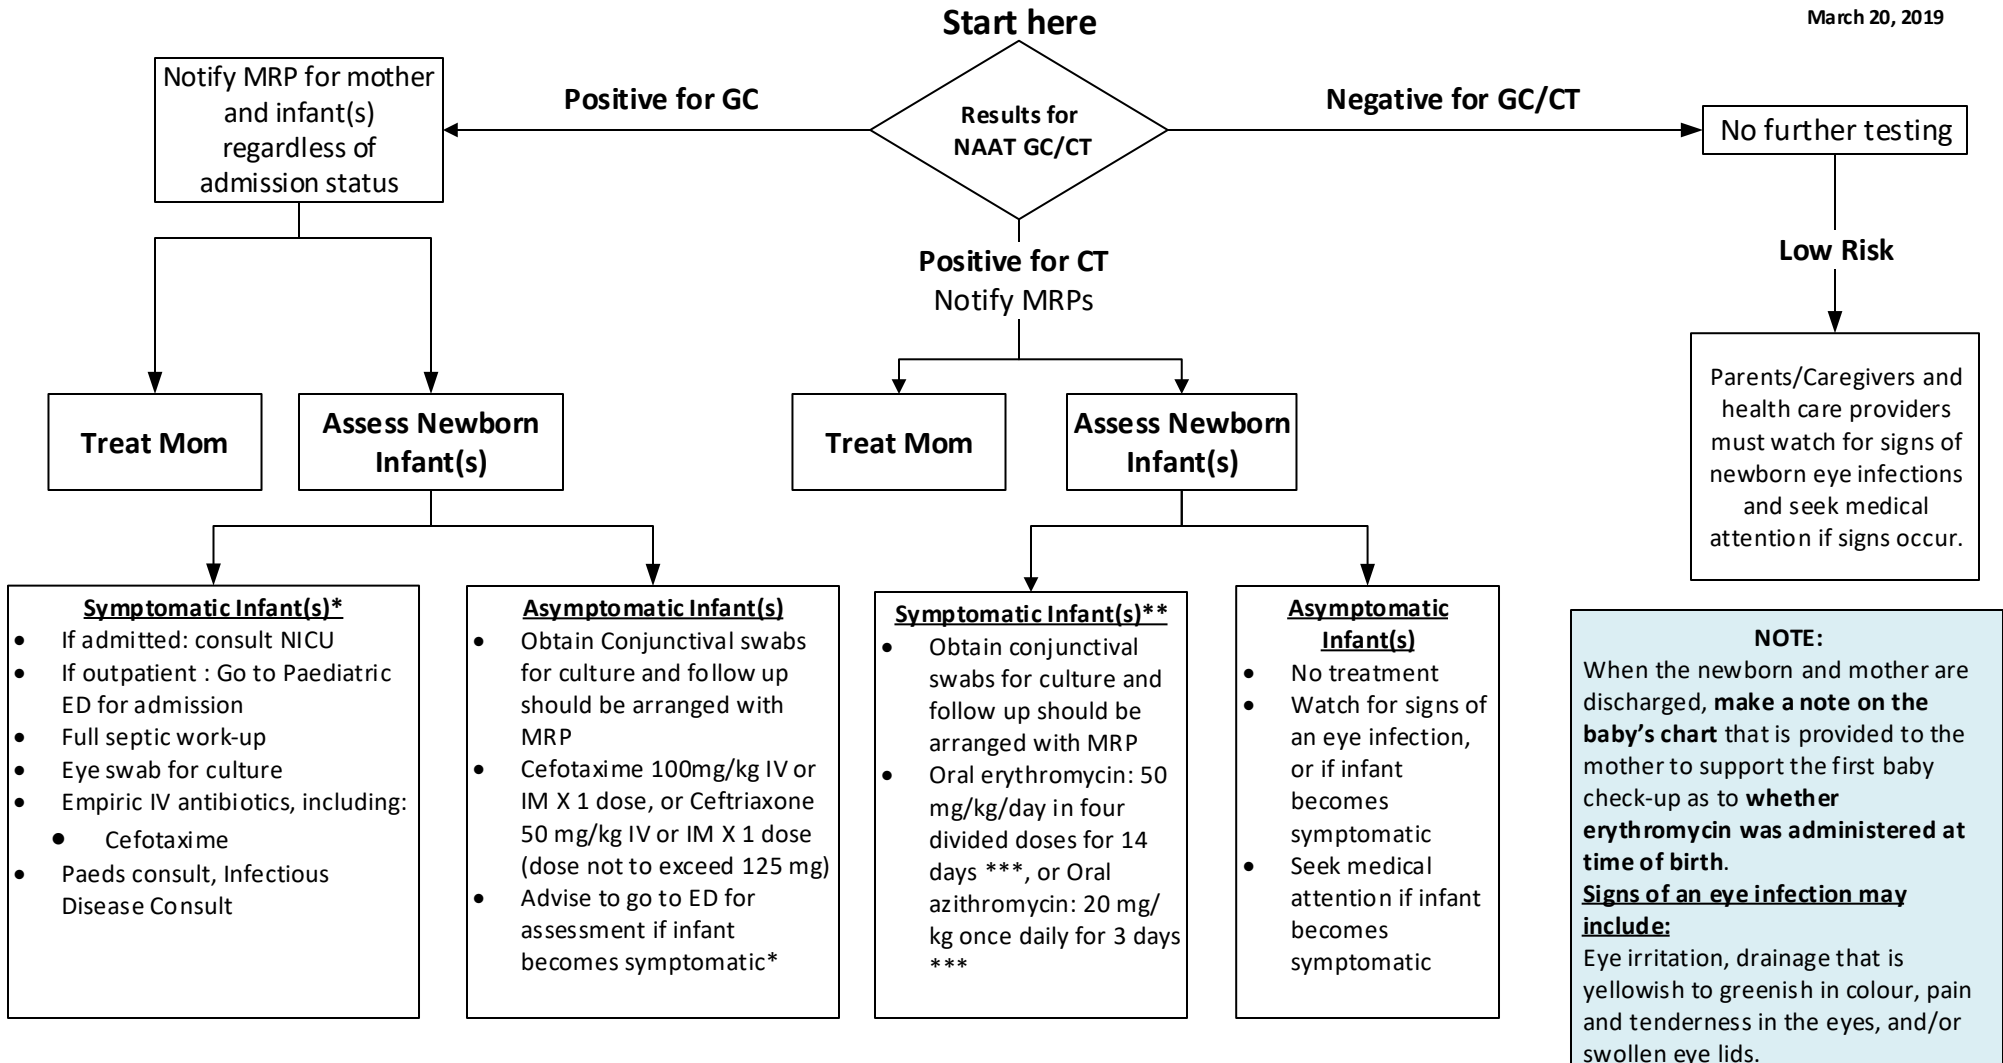 March 20, 2019
Start here
Results for
NAAT GC/CT
Positive for GC
Notify MRP for mother
and infant(s)
regardless of
admission status
Negative for GC/CT
No further testing
Low Risk
Parents/Caregivers and
health care providers
must watch for signs of
newborn eye infections
and seek medical
attention if signs occur.
Positive for CT
Notify MRPs
Treat Mom
Assess Newborn
Infant(s)
Treat Mom
Assess Newborn
Infant(s)
Symptomatic Infant(s)*
• If admitted: consult NICU
• If outpatient : Go to Paediatric
ED for admission
• Full septic work-up
• Eye swab for culture
• Empiric IV antibiotics, including:
• Cefotaxime
• Paeds consult, Infectious
Disease Consult
Asymptomatic Infant(s)
• Obtain Conjunctival swabs
for culture and follow up
should be arranged with
MRP
• Cefotaxime 100mg/kg IV or
IM X 1 dose, or Ceftriaxone
50 mg/kg IV or IM X 1 dose
(dose not to exceed 125 mg)
• Advise to go to ED for
assessment if infant
becomes symptomatic*
Symptomatic Infant(s)**
• Obtain conjunctival
swabs for culture and
follow up should be
arranged with MRP
• Oral erythromycin: 50
mg/kg/day in four
divided doses for 14
days ***, or Oral
azithromycin: 20 mg/
kg once daily for 3 days
***
Asymptomatic
Infant(s)
• No treatment
• Watch for signs of
an eye infection,
or if infant
becomes
symptomatic
• Seek medical
attention if infant
becomes
symptomatic
NOTE:
When the newborn and mother are
discharged, make a note on the
baby’s chart that is provided to the
mother to support the first baby
check-up as to whether
erythromycin was administered at
time of birth.
Signs of an eye infection may
include:
Eye irritation, drainage that is
yellowish to greenish in colour, pain
and tenderness in the eyes, and/or
swollen eye lids.